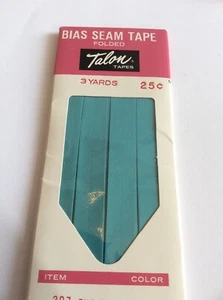 BIAS SEAM TAPE
FOLDED
Talon
TAPES
3 YARDS 25¢
ITEM COLOR